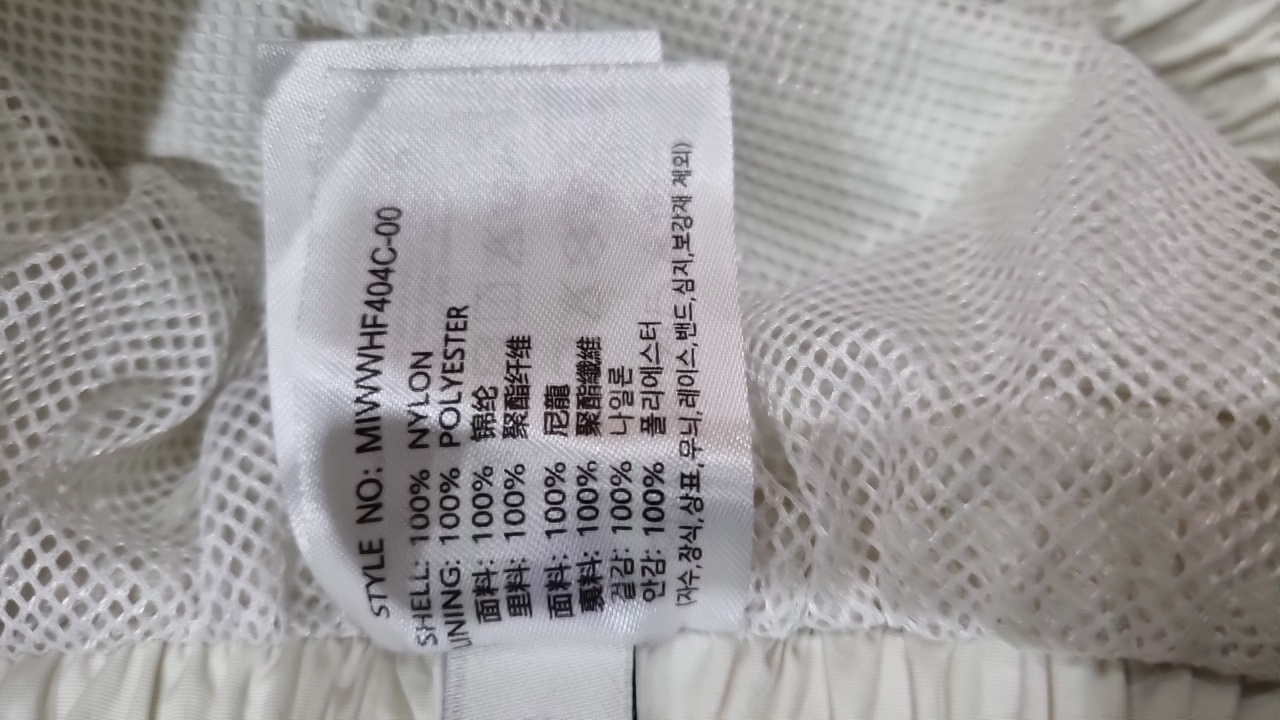 STYLE NO: MIWWHF404C-00
SHELL: 100% NYLON
LINING: 100% POLYESTER
面料: 100% 锦纶
里料: 100% 聚酯纤维
面料: 100% 尼龍
裏料: 100% 聚酯纖維
겉감: 100% 나일론
안감: 100% 폴리에스터
(자수,장식,상표,무늬,레이스,밴드,심지,보강재 제외)